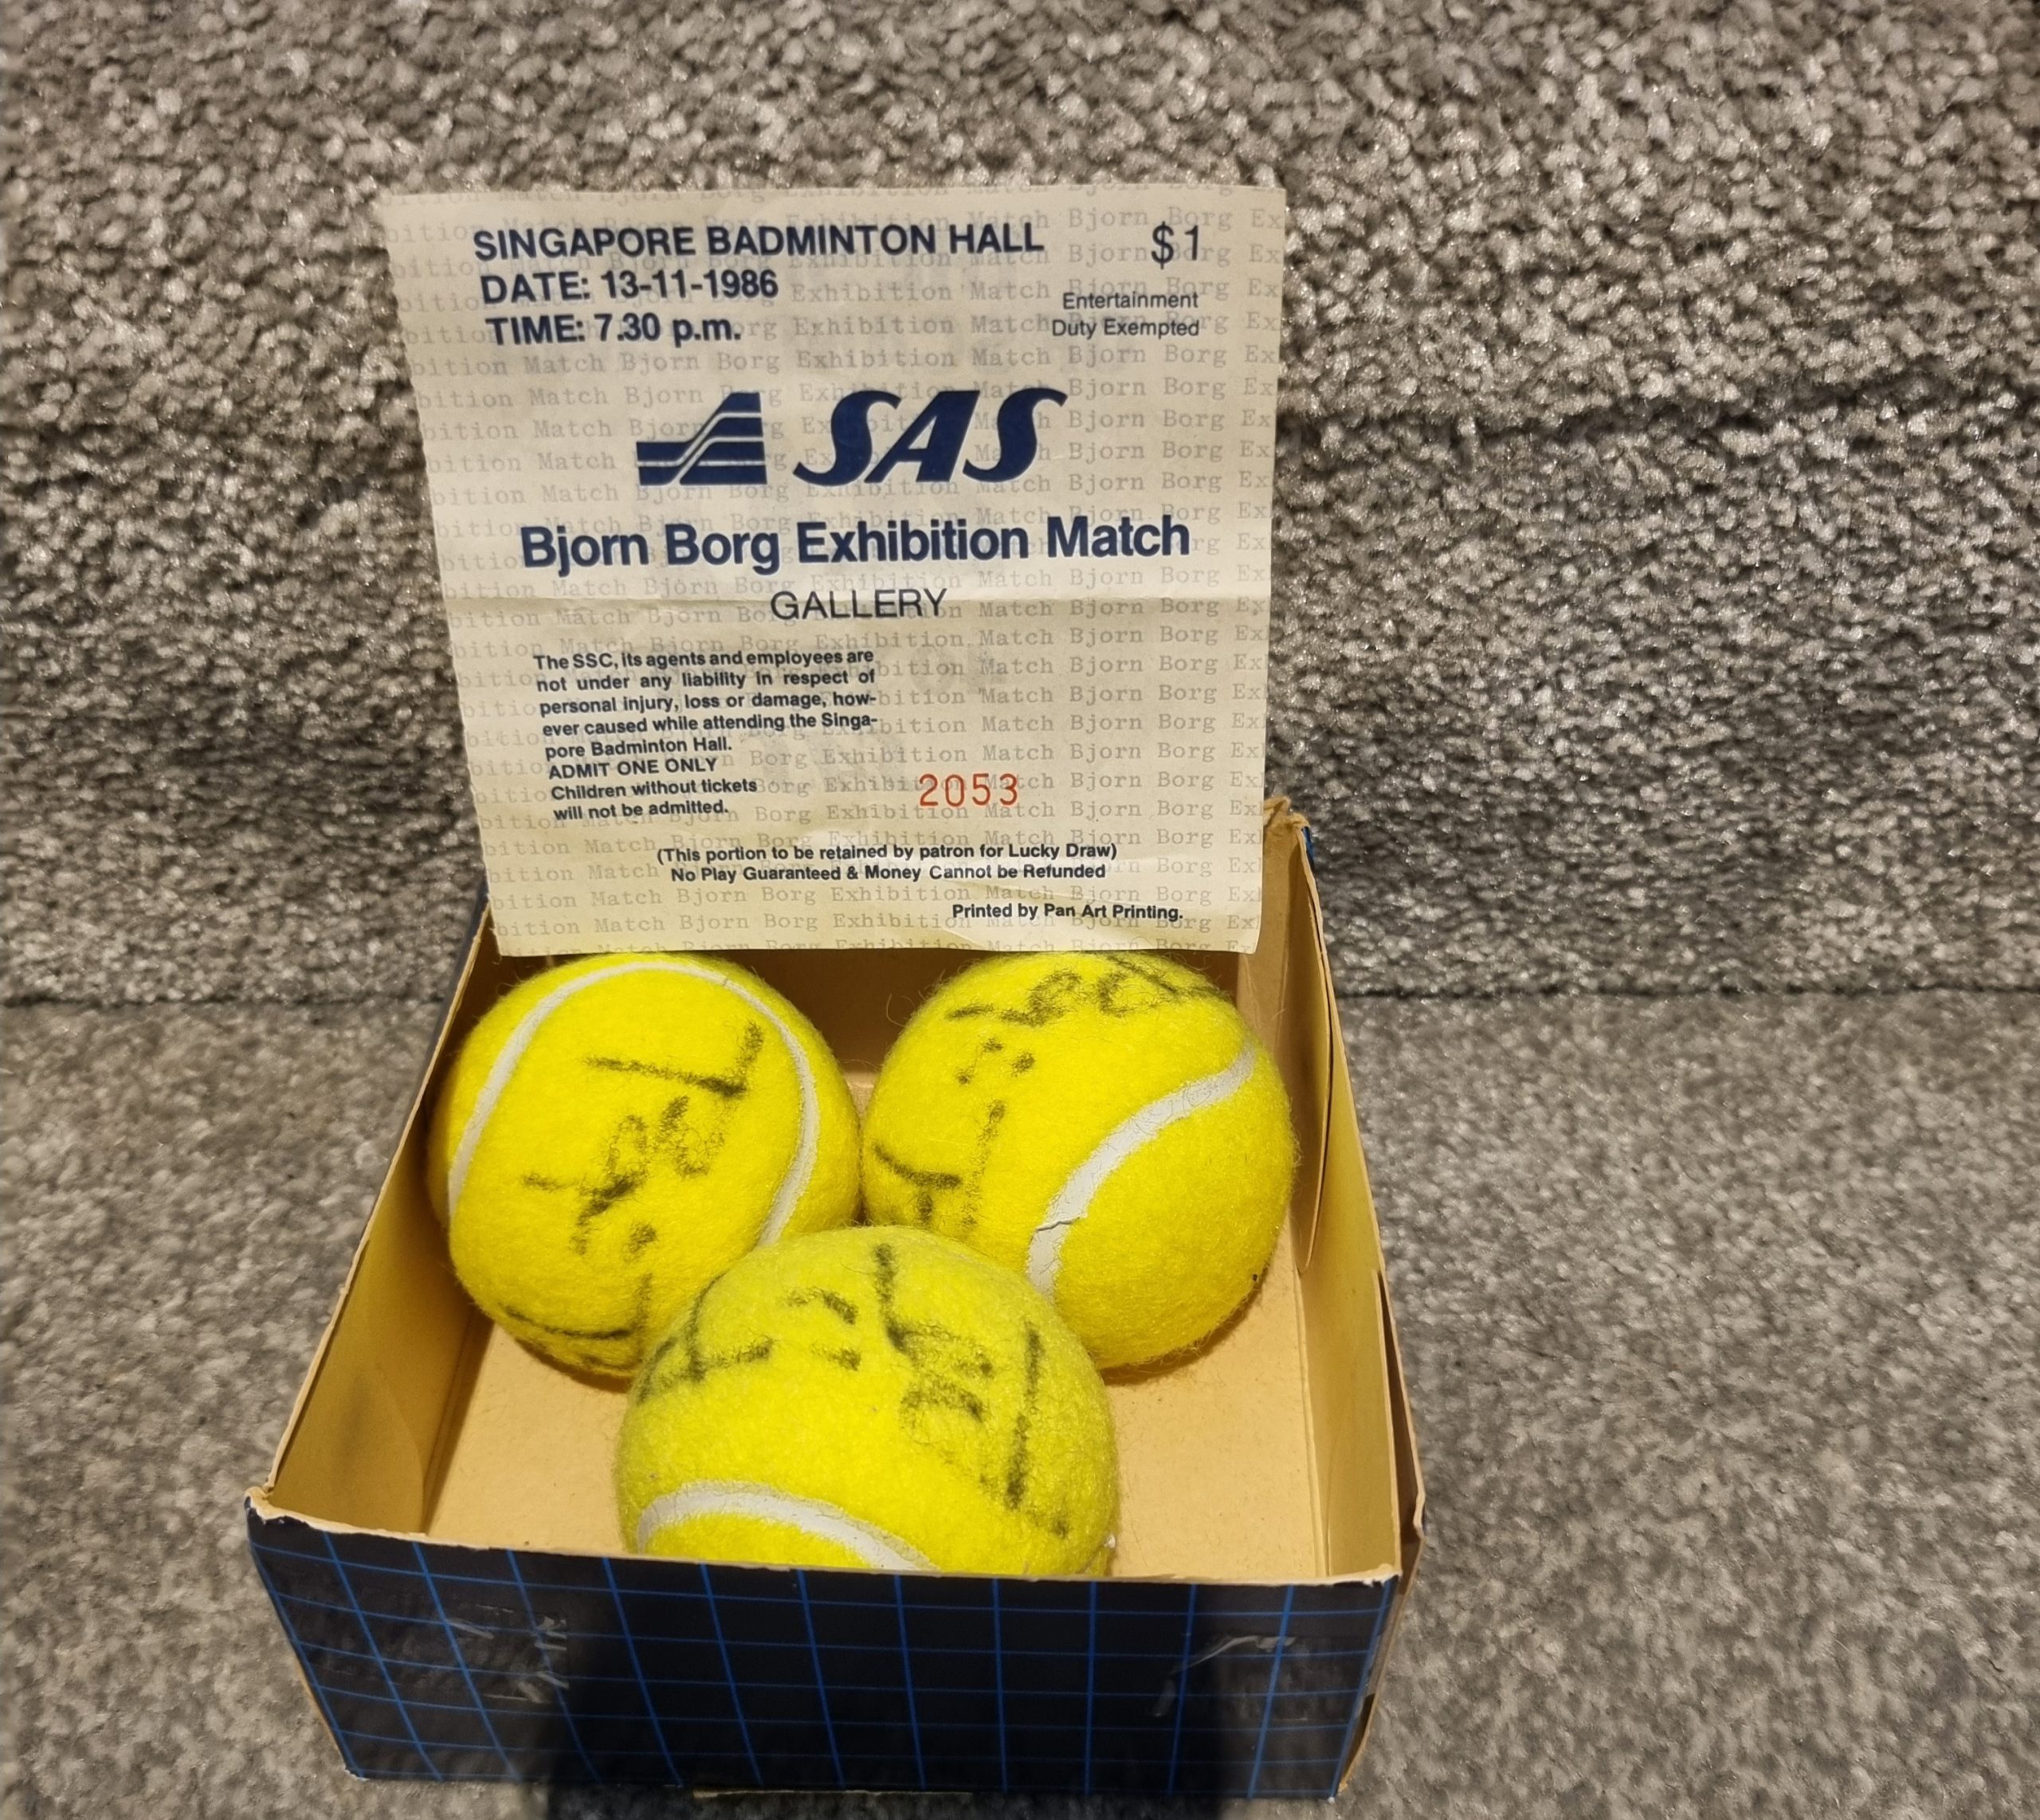 SINGAPORE BADMINTON HALL $1
DATE: 13-11-1986
Entertainment
TIME: 7.30 p.m.
Duty Exempted
SAS
Bjorn Borg Exhibition Match
GALLERY
The SSC, its agents and employees are
not under any liability in respect of
personal injury, loss or damage, how-
ever caused while attending the Singa-
pore Badminton Hall.
ADMIT ONE ONLY
Children without tickets
will not be admitted.
2053
(This portion to be retained by patron for Lucky Draw)
No Play Guaranteed & Money Cannot be Refunded
Printed by Pan Art Printing.